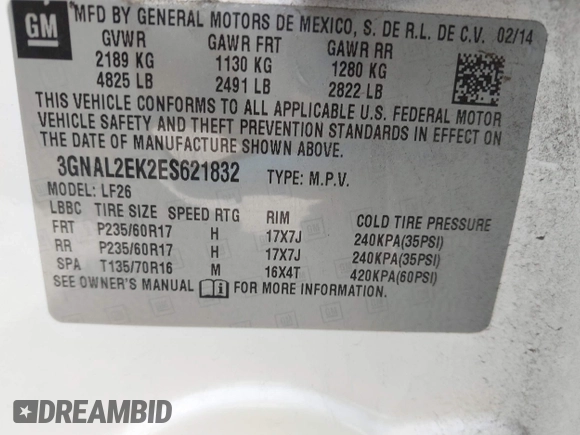 GM MFD BY GENERAL MOTORS DE MEXICO, S. DE R.L. DE C.V. 02/14
GVWR GAWR FRT GAWR RR
2189 KG 1130 KG 1280 KG
4825 LB 2491 LB 2822 LB
THIS VEHICLE CONFORMS TO ALL APPLICABLE U.S. FEDERAL MOTOR
VEHICLE SAFETY AND THEFT PREVENTION STANDARDS IN EFFECT ON
THE DATE OF MANUFACTURE SHOWN ABOVE.
3GNAL2EK2ES621832 TYPE: M.P.V.
MODEL: LF26
LBBC TIRE SIZE SPEED RTG RIM COLD TIRE PRESSURE
FRT P235/60R17 H 17X7J 240KPA(35PSI)
RR P235/60R17 H 17X7J 240KPA(35PSI)
SPA T135/70R16 M 16X4T 420KPA(60PSI)
SEE OWNER'S MANUAL FOR MORE INFORMATION.
DREAMBID